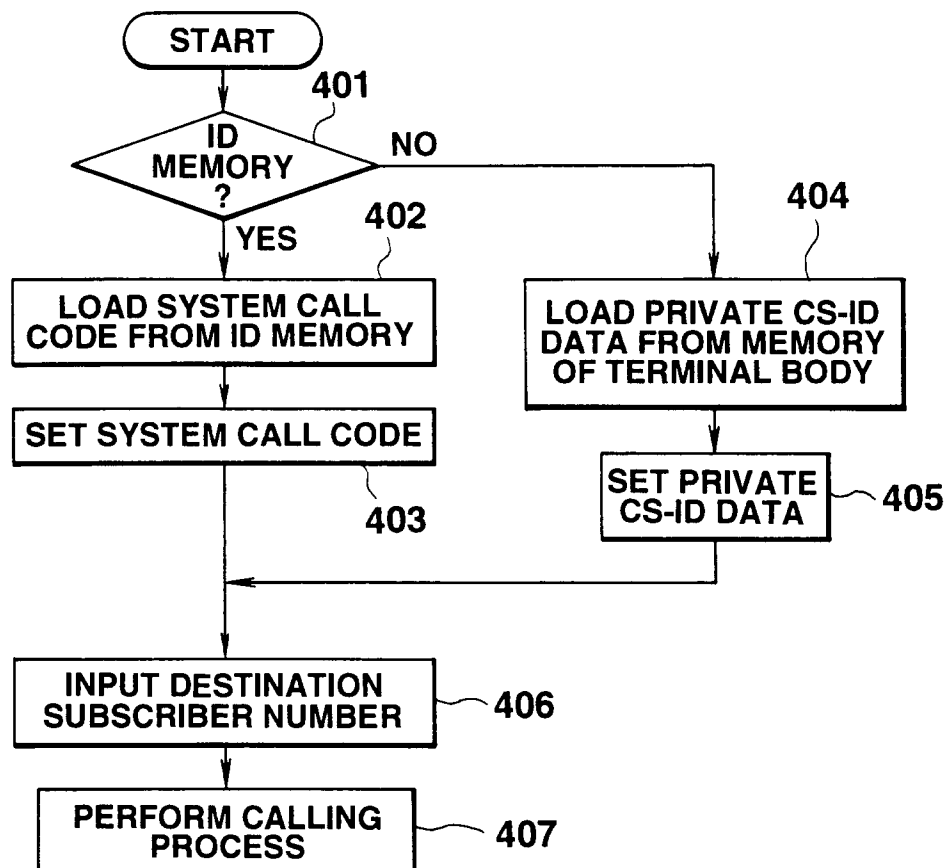 START
401
ID
MEMORY
?
NO
YES
402
LOAD SYSTEM CALL
CODE FROM ID MEMORY
404
LOAD PRIVATE CS-ID
DATA FROM MEMORY
OF TERMINAL BODY
SET SYSTEM CALL CODE
403
SET PRIVATE
CS-ID DATA
405
INPUT DESTINATION
SUBSCRIBER NUMBER
406
PERFORM CALLING
PROCESS
407